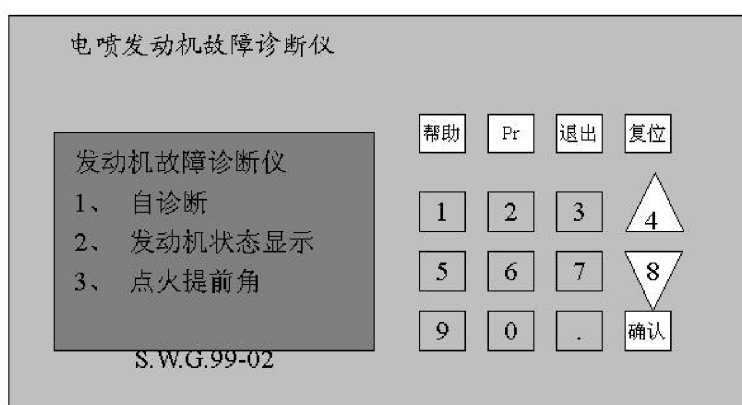 电喷发动机故障诊断仪
发动机故障诊断仪
1、 自诊断
2、 发动机状态显示
3、 点火提前角
S.W.G.99-02
帮助 Pr 退出 复位
1 2 3 4
5 6 7 8
9 0 . 确认